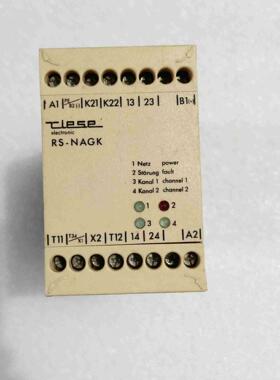 A1 K21 K22 13 23 B1(+)
riese
electronic
RS-NAGK
1 Netz power
2 Störung fault
3 Kanal 1 channel 1
4 Kanal 2 channel 2
1 2
3 4
T11 X2 T12 14 24 A2